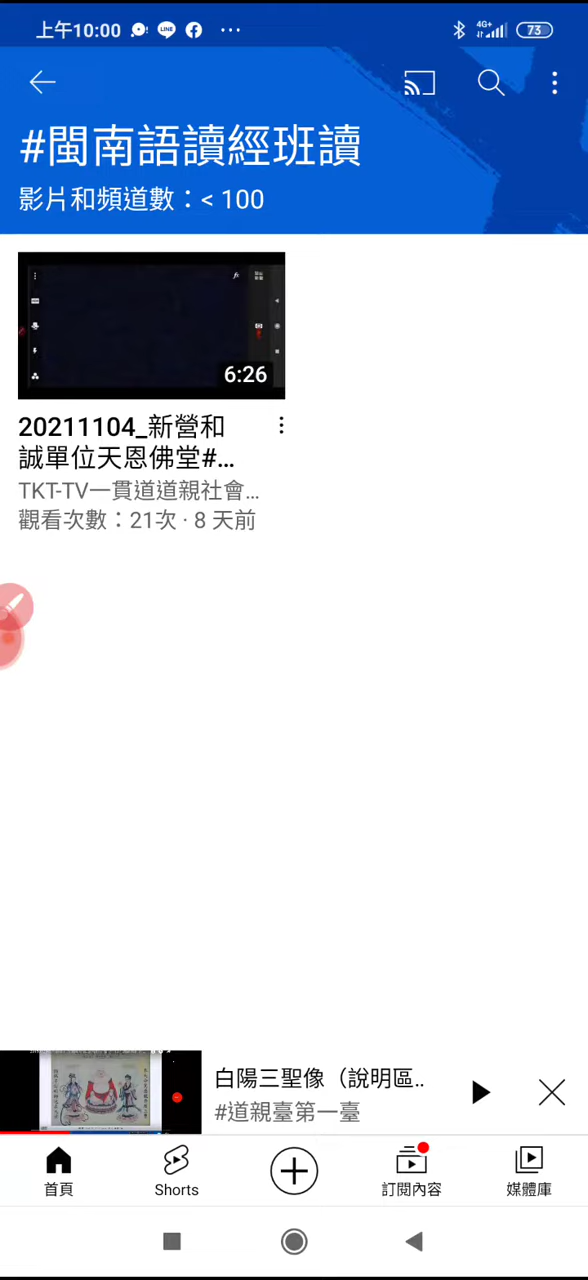 上午10:00
4G+
73
#閩南語讀經班讀
影片和頻道數：< 100
6:26
20211104_新營和
誠單位天恩佛堂#...
TKT-TV一貫道道親社會...
觀看次數：21次 · 8 天前
白陽三聖像（說明區..
#道親臺第一臺
首頁
Shorts
訂閱內容
媒體庫